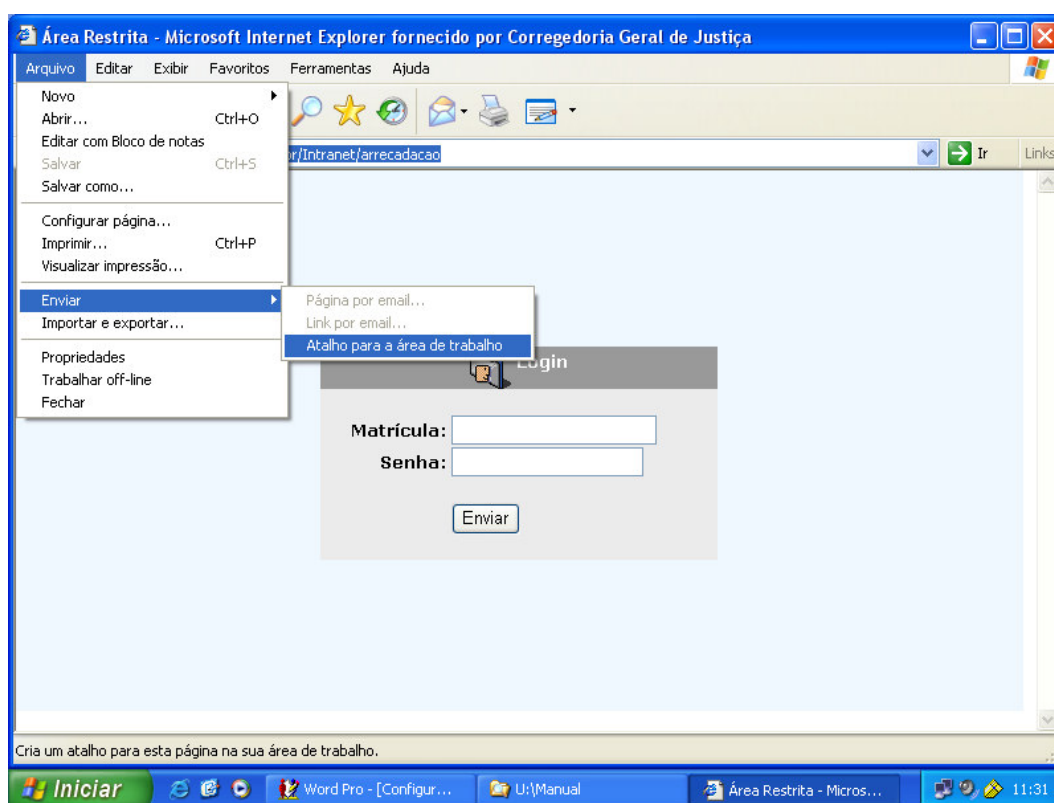 Área Restrita - Microsoft Internet Explorer fornecido por Corregedoria Geral de Justiça
Arquivo Editar Exibir Favoritos Ferramentas Ajuda
Novo
Abrir... Ctrl+O
Editar com Bloco de notas
Salvar Ctrl+S
Salvar como...
Configurar página...
Imprimir... Ctrl+P
Visualizar impressão...
Enviar
Importar e exportar...
Propriedades
Trabalhar off-line
Fechar
/Intranet/arrecadacao Ir Links
Página por email...
Link por email...
Atalho para a área de trabalho
Login
Matrícula:
Senha:
Enviar
Cria um atalho para esta página na sua área de trabalho.
Iniciar Word Pro - [Configur... U:\Manual Área Restrita - Micros... 11:31